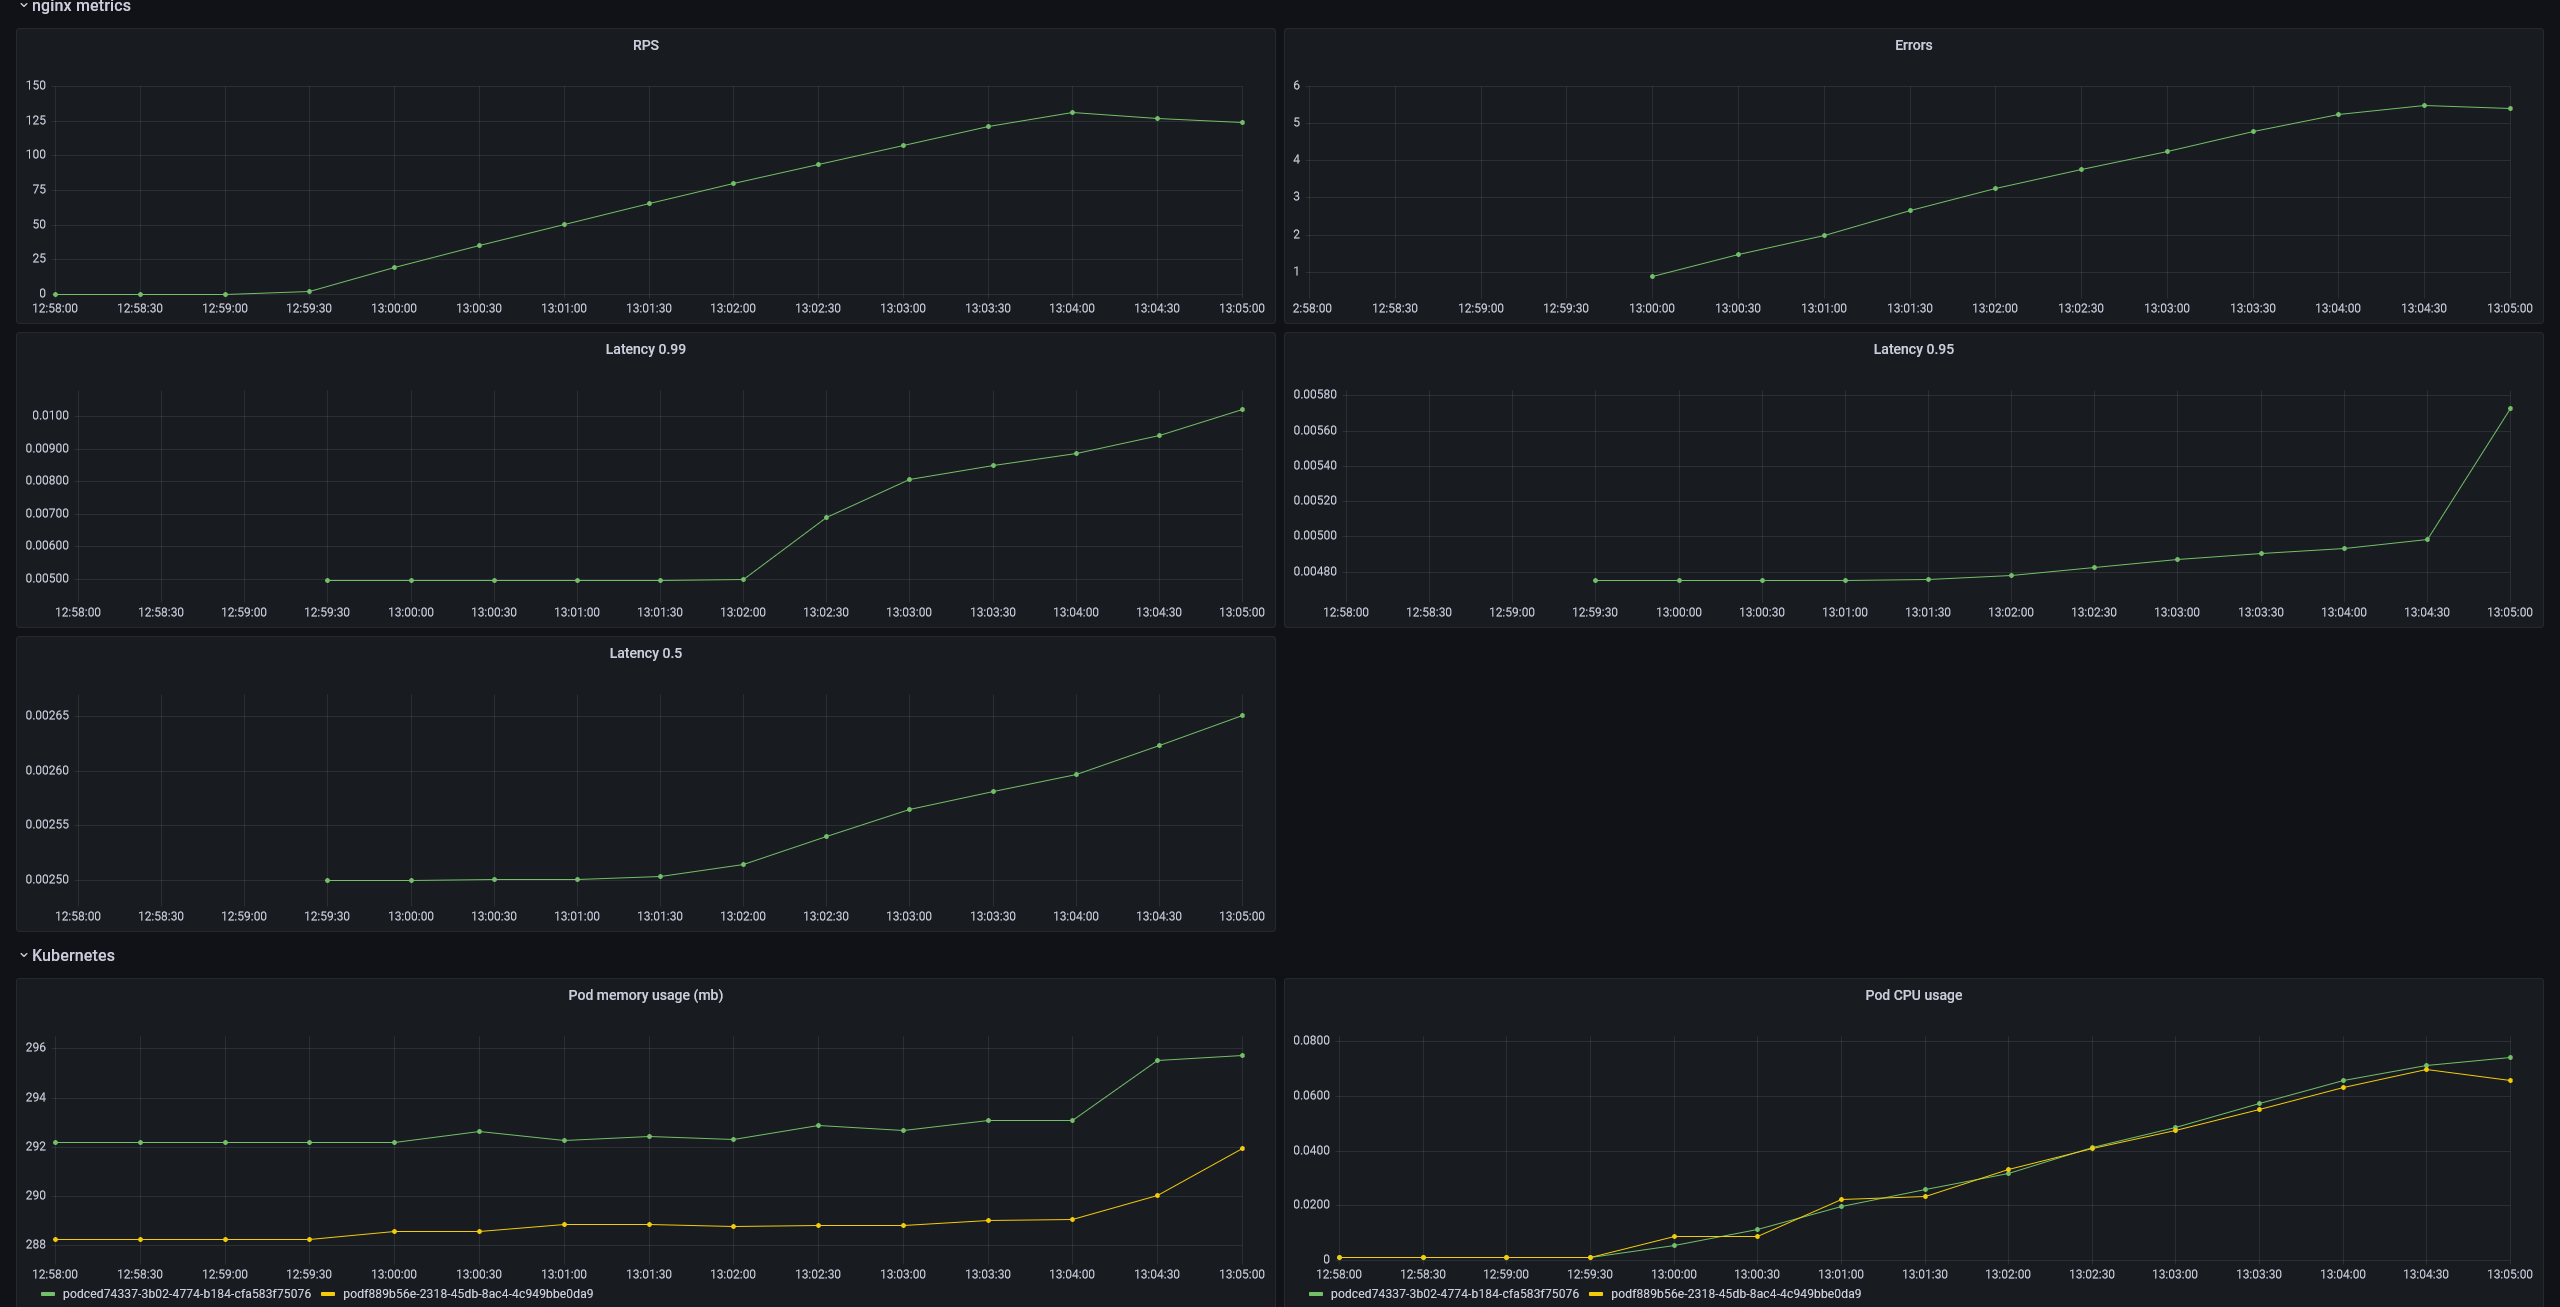 nginx metrics
RPS
150
125
100
75
50
25
0
12:58:00 12:58:30 12:59:00 12:59:30 13:00:00 13:00:30 13:01:00 13:01:30 13:02:00 13:02:30 13:03:00 13:03:30 13:04:00 13:04:30 13:05:00
Errors
6
5
4
3
2
1
2:58:00 12:58:30 12:59:00 12:59:30 13:00:00 13:00:30 13:01:00 13:01:30 13:02:00 13:02:30 13:03:00 13:03:30 13:04:00 13:04:30 13:05:00
Latency 0.99
0.0100
0.00900
0.00800
0.00700
0.00600
0.00500
12:58:00 12:58:30 12:59:00 12:59:30 13:00:00 13:00:30 13:01:00 13:01:30 13:02:00 13:02:30 13:03:00 13:03:30 13:04:00 13:04:30 13:05:00
Latency 0.95
0.00580
0.00560
0.00540
0.00520
0.00500
0.00480
12:58:00 12:58:30 12:59:00 12:59:30 13:00:00 13:00:30 13:01:00 13:01:30 13:02:00 13:02:30 13:03:00 13:03:30 13:04:00 13:04:30 13:05:00
Latency 0.5
0.00265
0.00260
0.00255
0.00250
12:58:00 12:58:30 12:59:00 12:59:30 13:00:00 13:00:30 13:01:00 13:01:30 13:02:00 13:02:30 13:03:00 13:03:30 13:04:00 13:04:30 13:05:00
Kubernetes
Pod memory usage (mb)
296
294
292
290
288
12:58:00 12:58:30 12:59:00 12:59:30 13:00:00 13:00:30 13:01:00 13:01:30 13:02:00 13:02:30 13:03:00 13:03:30 13:04:00 13:04:30 13:05:00
podced74337-3b02-4774-b184-cfa583f75076 podf889b56e-2318-45db-8ac4-4c949bbe0da9
Pod CPU usage
0.0800
0.0600
0.0400
0.0200
0
12:58:00 12:58:30 12:59:00 12:59:30 13:00:00 13:00:30 13:01:00 13:01:30 13:02:00 13:02:30 13:03:00 13:03:30 13:04:00 13:04:30 13:05:00
podced74337-3b02-4774-b184-cfa583f75076 podf889b56e-2318-45db-8ac4-4c949bbe0da9